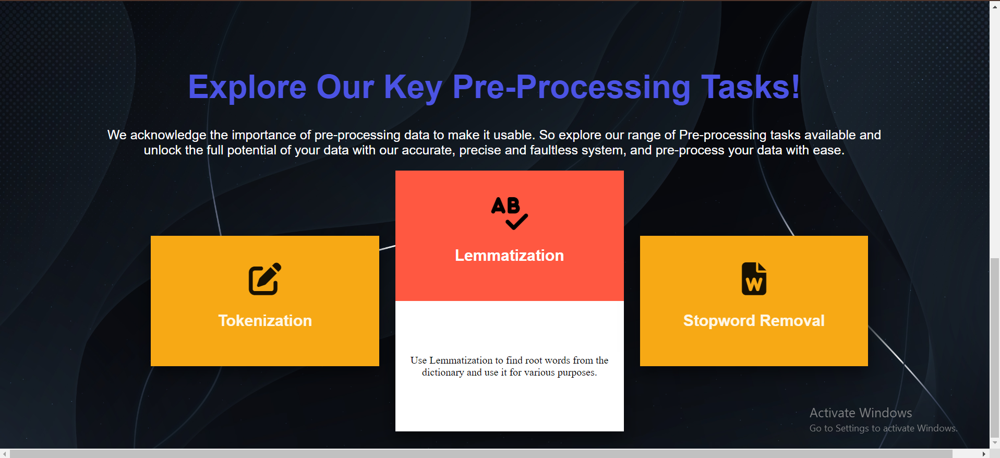 Explore Our Key Pre-Processing Tasks!
We acknowledge the importance of pre-processing data to make it usable. So explore our range of Pre-processing tasks available and
unlock the full potential of your data with our accurate, precise and faultless system, and pre-process your data with ease.
AB
Lemmatization
Use Lemmatization to find root words from the
dictionary and use it for various purposes.
Tokenization
W
Stopword Removal
Activate Windows
Go to Settings to activate Windows.